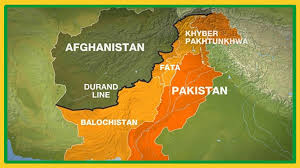 AFGHANISTAN
KHYBER
PAKHTUNKHWA
FATA
DURAND
LINE
PAKISTAN
BALOCHISTAN